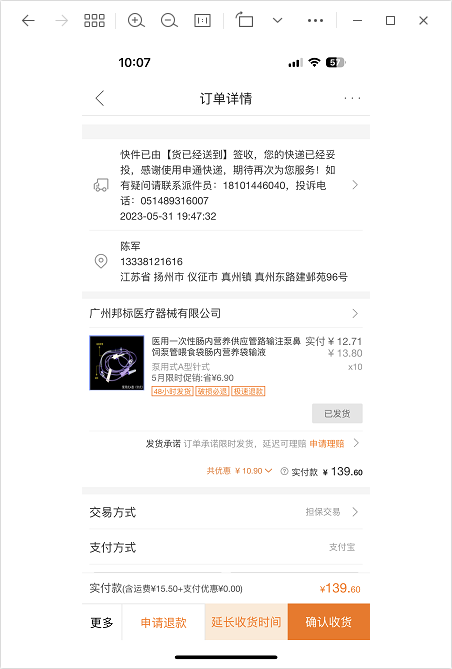 1:1
10:07
57
订单详情
快件已由【货已经送到】签收，您的快递已经妥
投，感谢使用申通快递，期待再次为您服务！如
有疑问请联系派件员：18101446040，投诉电
话：051489316007
2023-05-31 19:47:32
陈军
13338121616
江苏省 扬州市 仪征市 真州镇 真州东路建邺苑96号
广州邦标医疗器械有限公司
医用一次性肠内营养供应管路输注泵鼻 实付 ¥ 12.71
饲泵管喂食袋肠内营养袋输液 ¥ 13.80
泵用式A型针式 x10
5月限时促销:省¥6.90
48小时发货 破损必退 极速退款
已发货
发货承诺 订单承诺限时发货，延迟可理赔 申请理赔
共优惠 ¥ 10.90 实付款 ¥ 139.60
交易方式 担保交易
支付方式 支付宝
实付款(含运费¥15.50+支付优惠¥0.00) ¥139.60
更多 申请退款 延长收货时间 确认收货